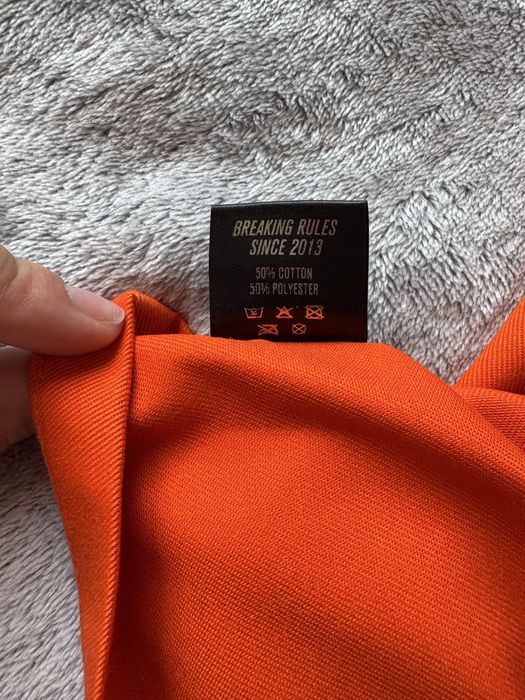 BREAKING RULES
SINCE 2013
50% COTTON
50% POLYESTER